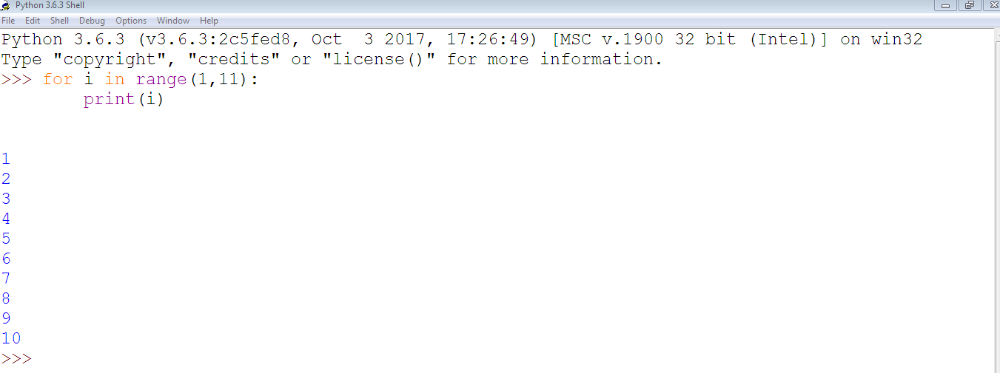 Python 3.6.3 Shell
File Edit Shell Debug Options Window Help
Python 3.6.3 (v3.6.3:2c5fed8, Oct  3 2017, 17:26:49) [MSC v.1900 32 bit (Intel)] on win32
Type "copyright", "credits" or "license()" for more information.
>>> for i in range(1,11):
        print(i)
1
2
3
4
5
6
7
8
9
10
>>>